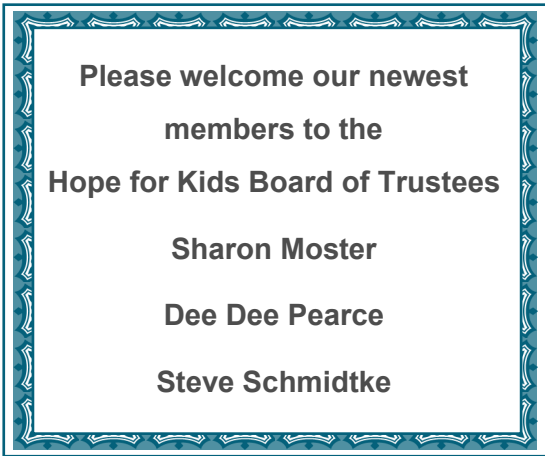 Please welcome our newest
members to the
Hope for Kids Board of Trustees
Sharon Moster
Dee Dee Pearce
Steve Schmidtke